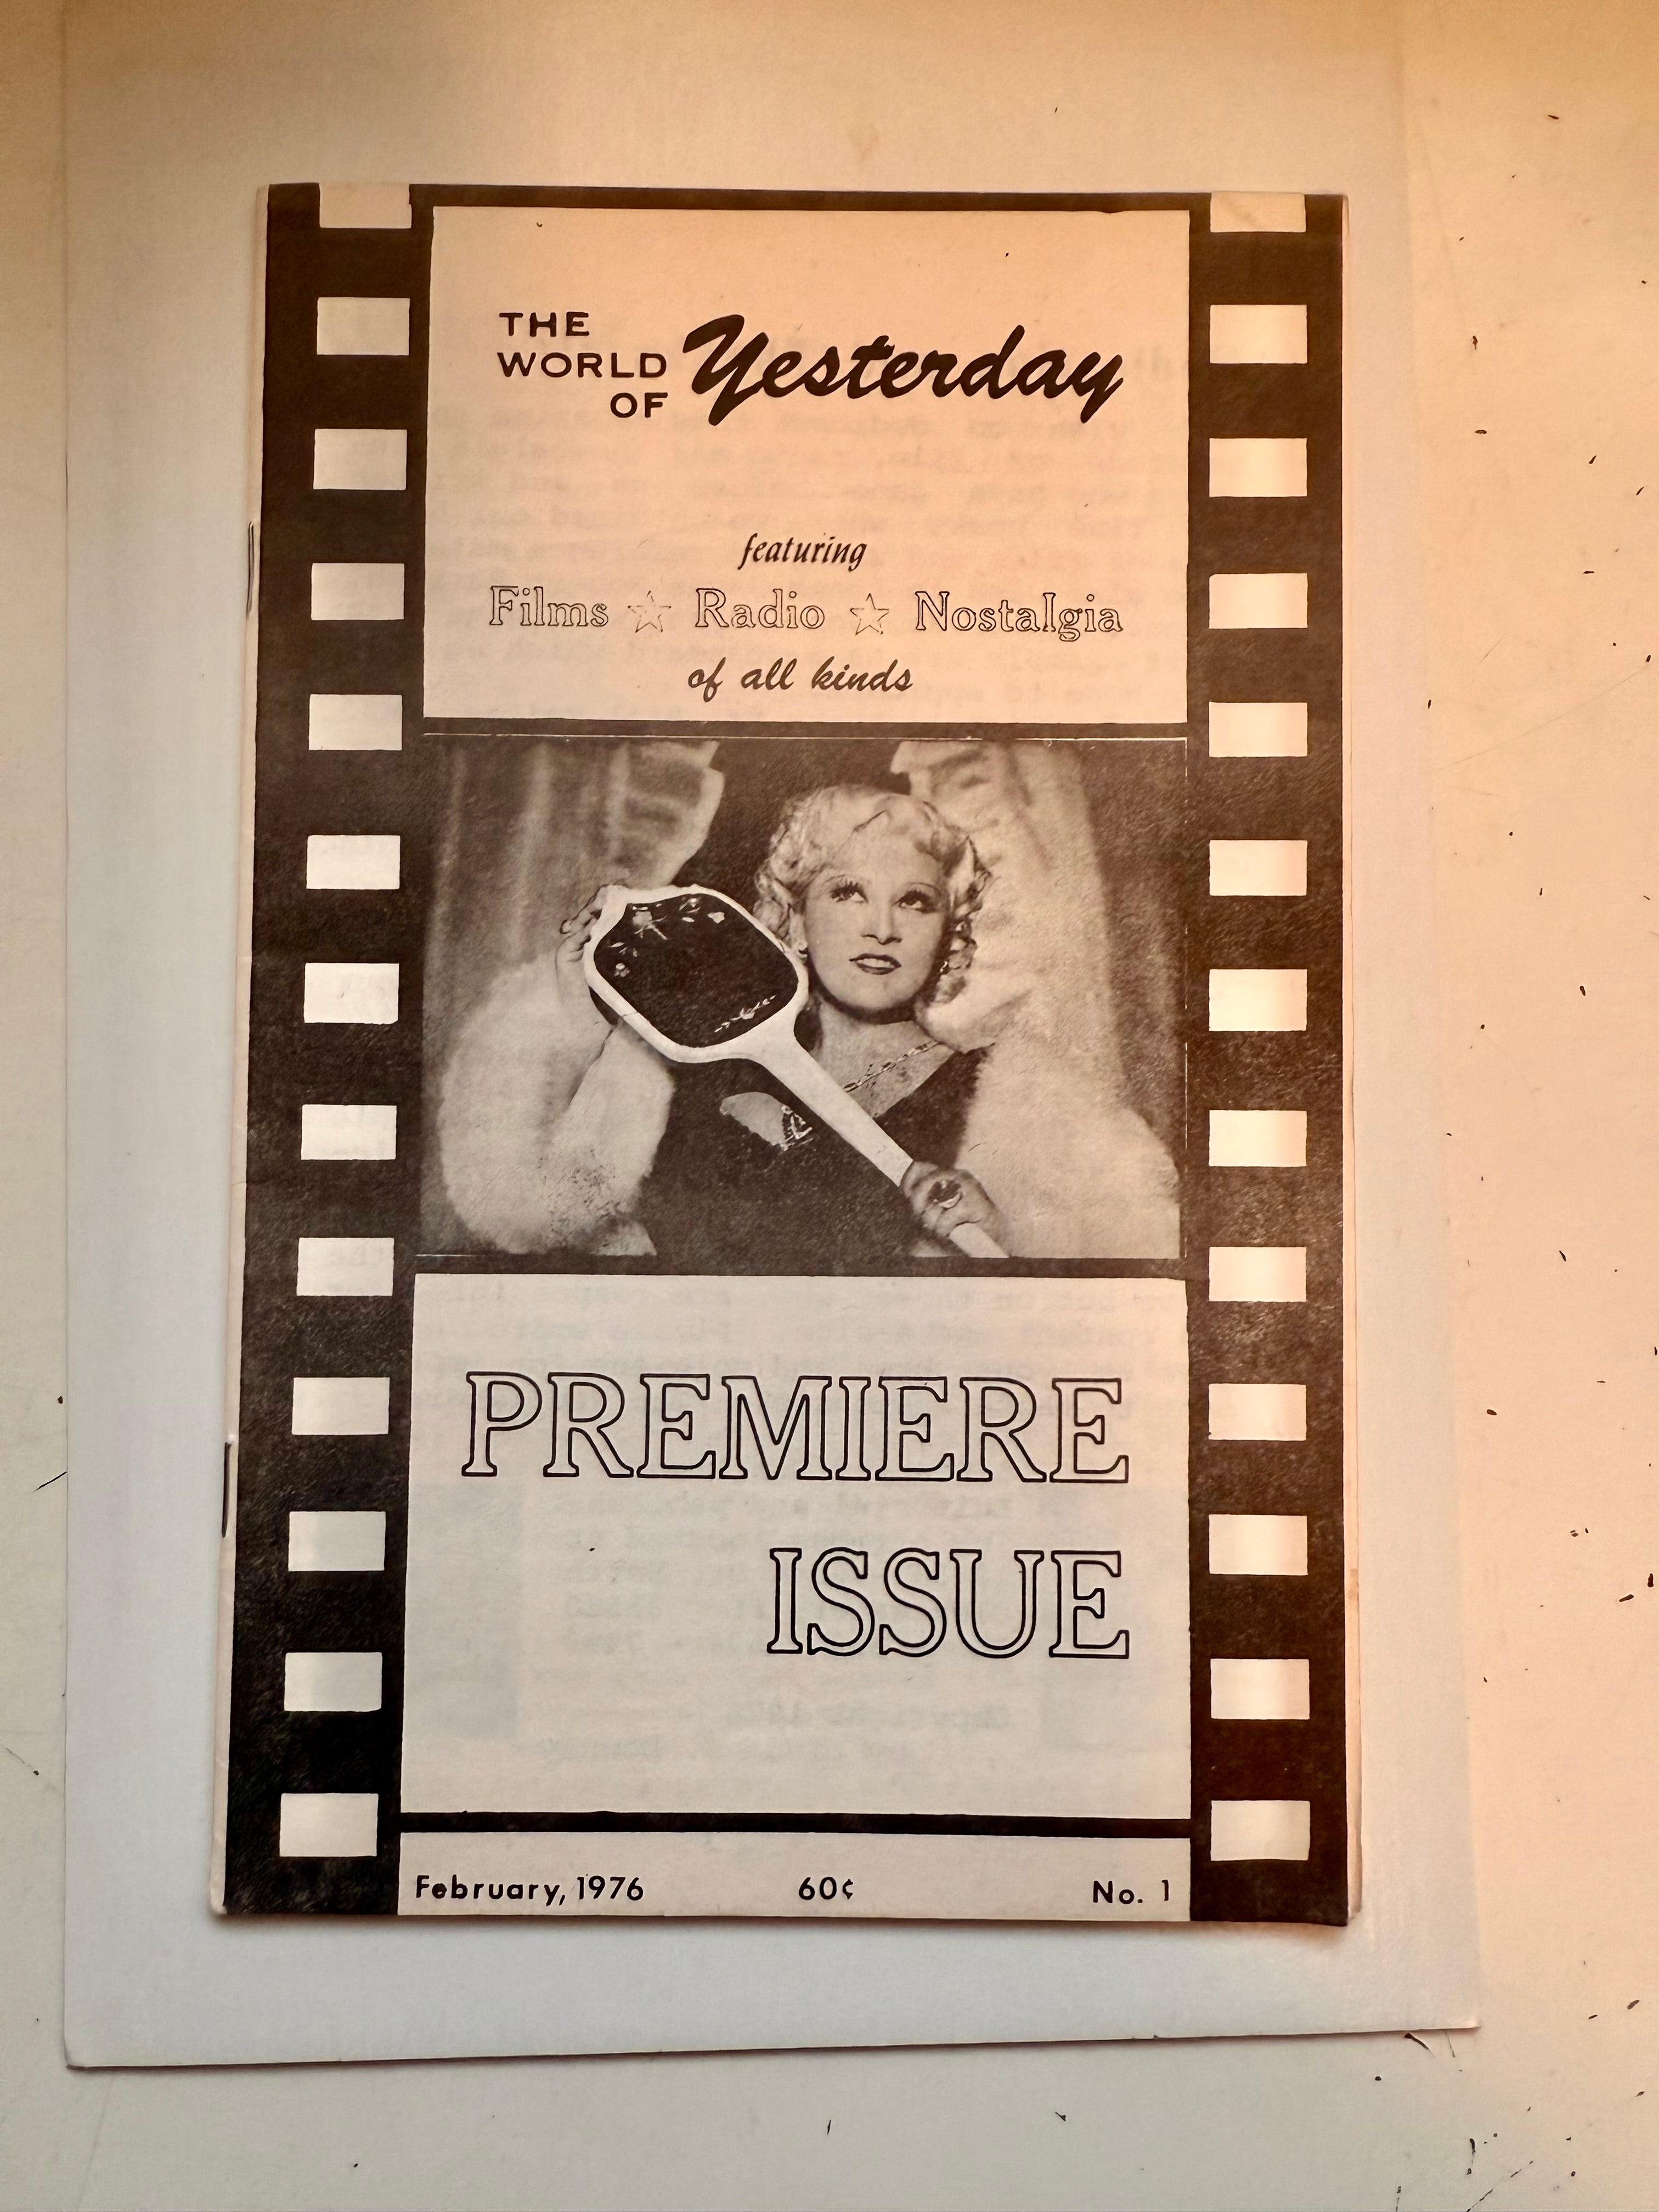 THE
WORLD
OF Yesterday
featuring
Films ☆ Radio ☆ Nostalgia
of all kinds
PREMIERE
ISSUE
February, 1976 60¢ No. 1